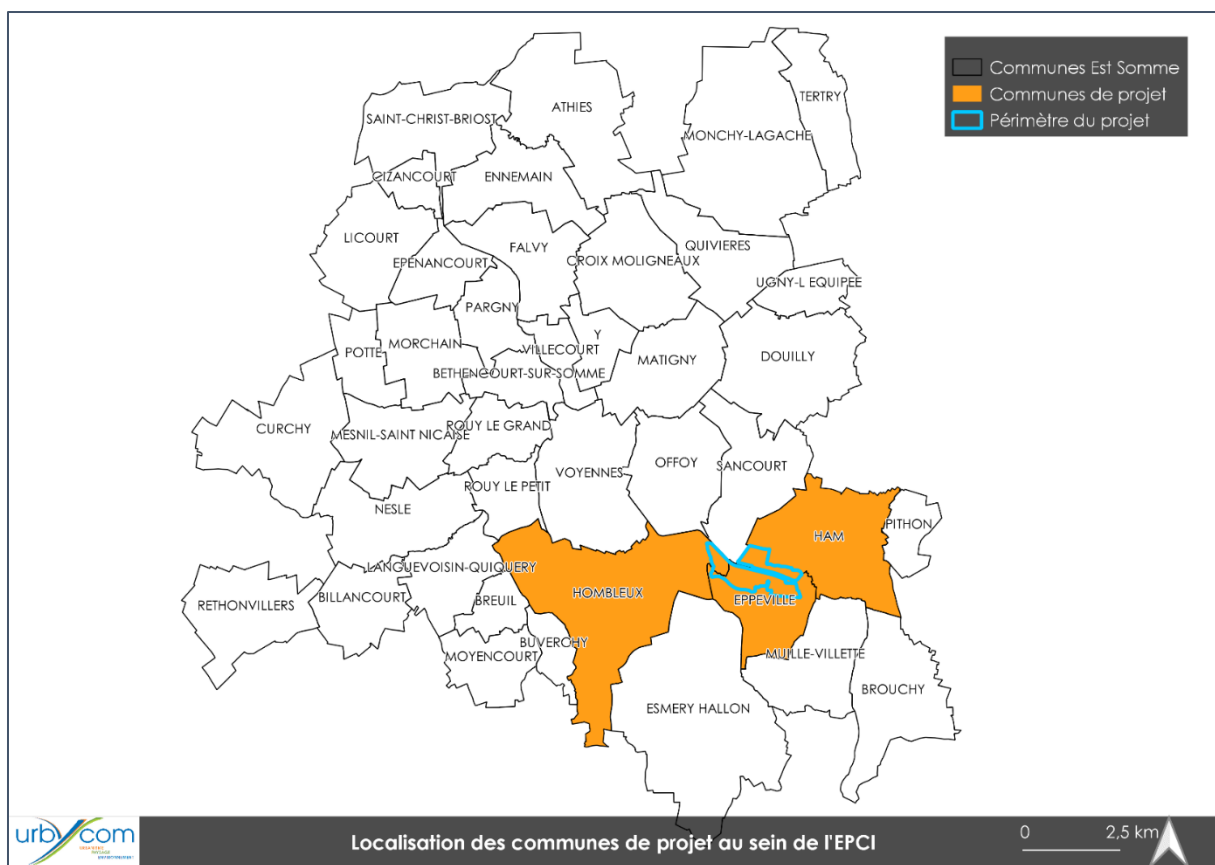 Communes Est Somme
Communes de projet
Périmètre du projet
ATHIES
TERTRY
SAINT-CHRIST-BRIOST
MONCHY-LAGACHE
CIZANCOURT
ENNEMAIN
LICOURT
FALVY
QUIVIERES
EPENANCOURT
CROIX MOLIGNEAUX
UGNY-L EQUIPEE
PARGNY
Y
POTTE
MORCHAIN
VILLECOURT
MATIGNY
DOUILLY
BETHENCOURT-SUR-SOMME
CURCHY
MESNIL-SAINT NICAISE
ROUY LE GRAND
VOYENNES
OFFOY
SANCOURT
NESLE
ROUY LE PETIT
PITHON
HAM
LANGUEVOISIN-QUIQUERY
RETHONVILLERS
BILLANCOURT
BREUIL
HOMBLEUX
EPPEVILLE
BUVERCHY
MOYENCOURT
MUILLE-VILLETTE
BROUCHY
ESMERY HALLON
urbycom
Localisation des communes de projet au sein de l'EPCI
0 2,5 km